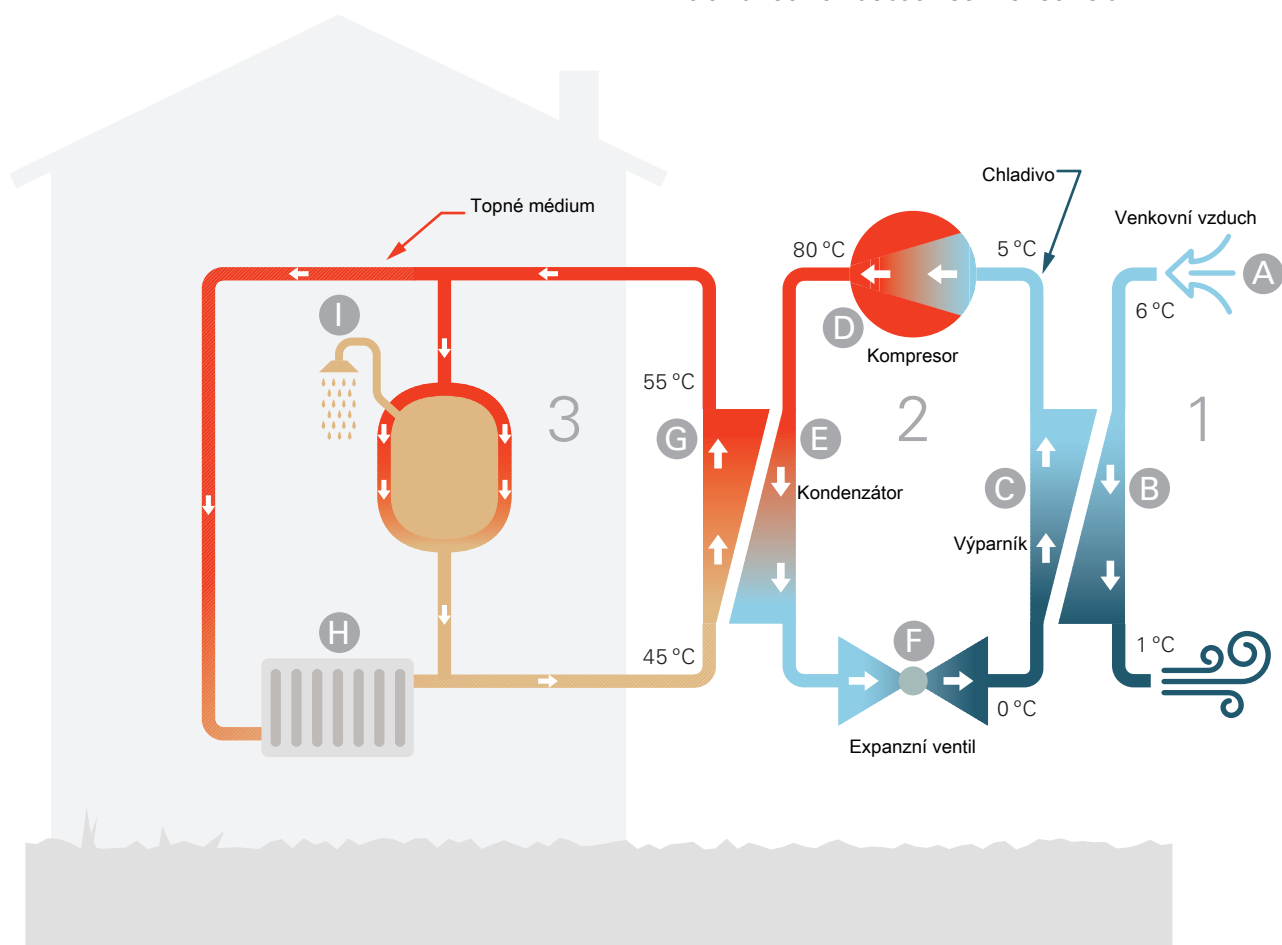 Chladivo
Topné médium
Venkovní vzduch
80 °C
5 °C
A
6 °C
I
D
Kompresor
55 °C
3
2
1
G
E
Kondenzátor
C
B
Výparník
H
F
45 °C
1 °C
0 °C
Expanzní ventil